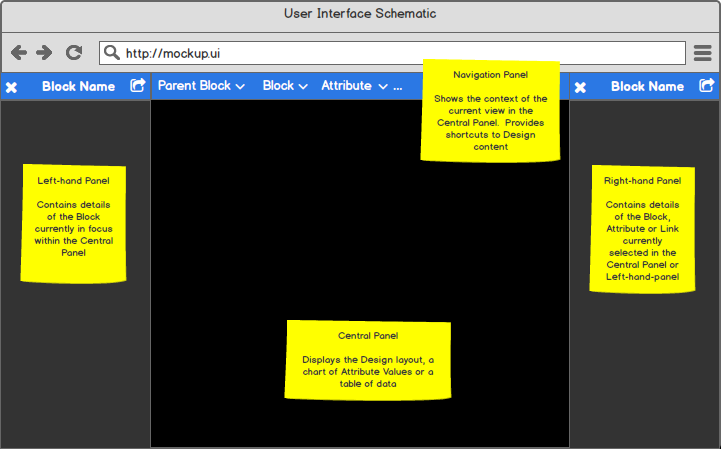 User Interface Schematic
http://mockup.ui
Block Name
Parent Block Block Attribute ...
Block Name
Navigation Panel
Shows the context of the
current view in the
Central Panel. Provides
shortcuts to Design
content
Left-hand Panel
Contains details
of the Block
currently in focus
within the Central
Panel
Right-hand Panel
Contains details
of the Block,
Attribute or Link
currently
selected in the
Central Panel or
Left-hand-panel
Central Panel
Displays the Design layout, a
chart of Attribute Values or a
table of data